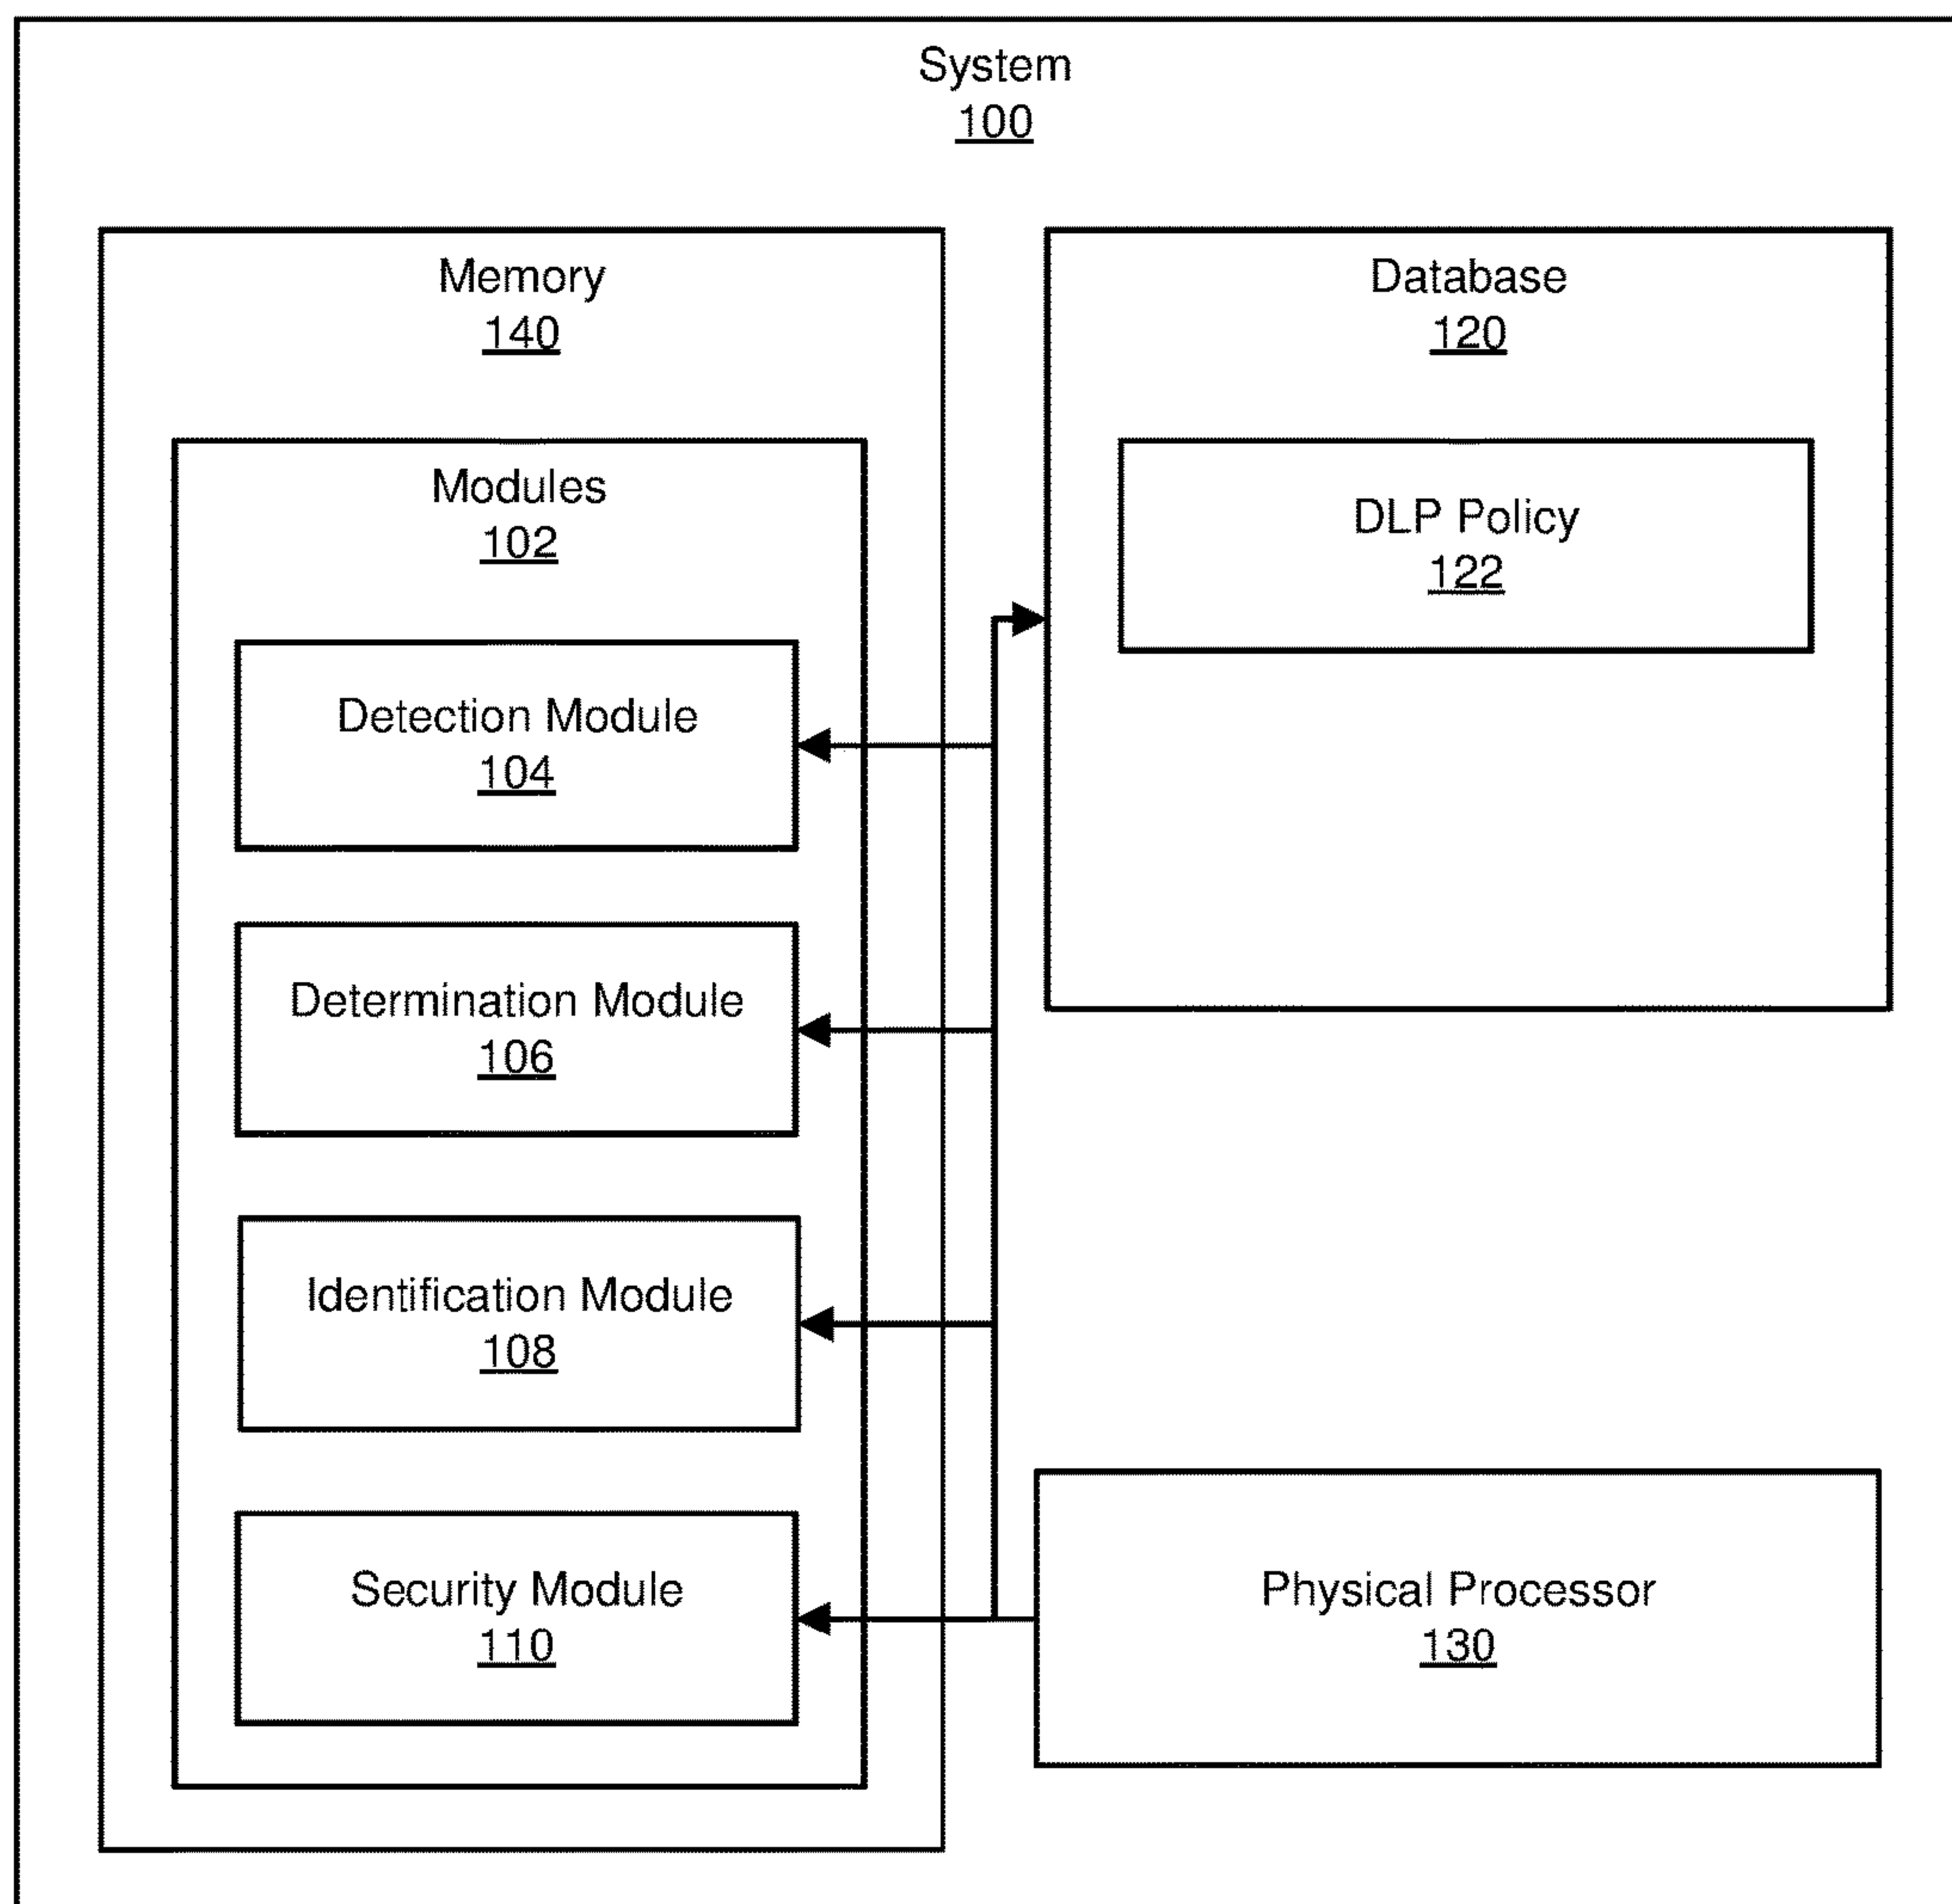 System
100
Memory
140
Modules
102
Detection Module
104
Determination Module
106
Identification Module
108
Security Module
110
Database
120
DLP Policy
122
Physical Processor
130